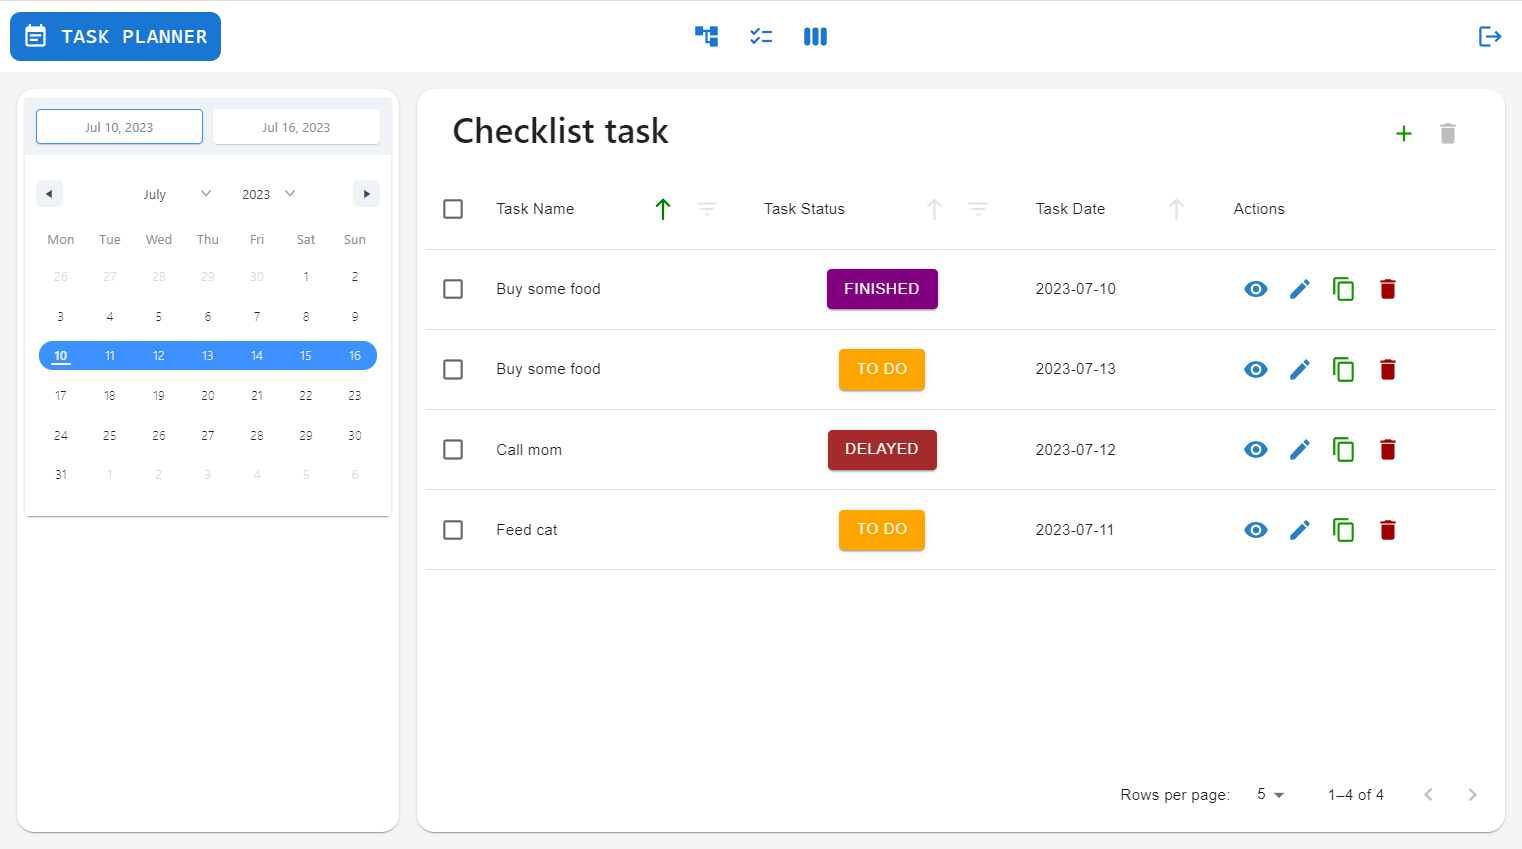 TASK PLANNER
Jul 10, 2023 Jul 16, 2023
July 2023
Mon Tue Wed Thu Fri Sat Sun
26 27 28 29 30 1 2
3 4 5 6 7 8 9
10 11 12 13 14 15 16
17 18 19 20 21 22 23
24 25 26 27 28 29 30
31 1 2 3 4 5 6
Checklist task
Task Name Task Status Task Date Actions
Buy some food FINISHED 2023-07-10
Buy some food TO DO 2023-07-13
Call mom DELAYED 2023-07-12
Feed cat TO DO 2023-07-11
Rows per page: 5 1–4 of 4